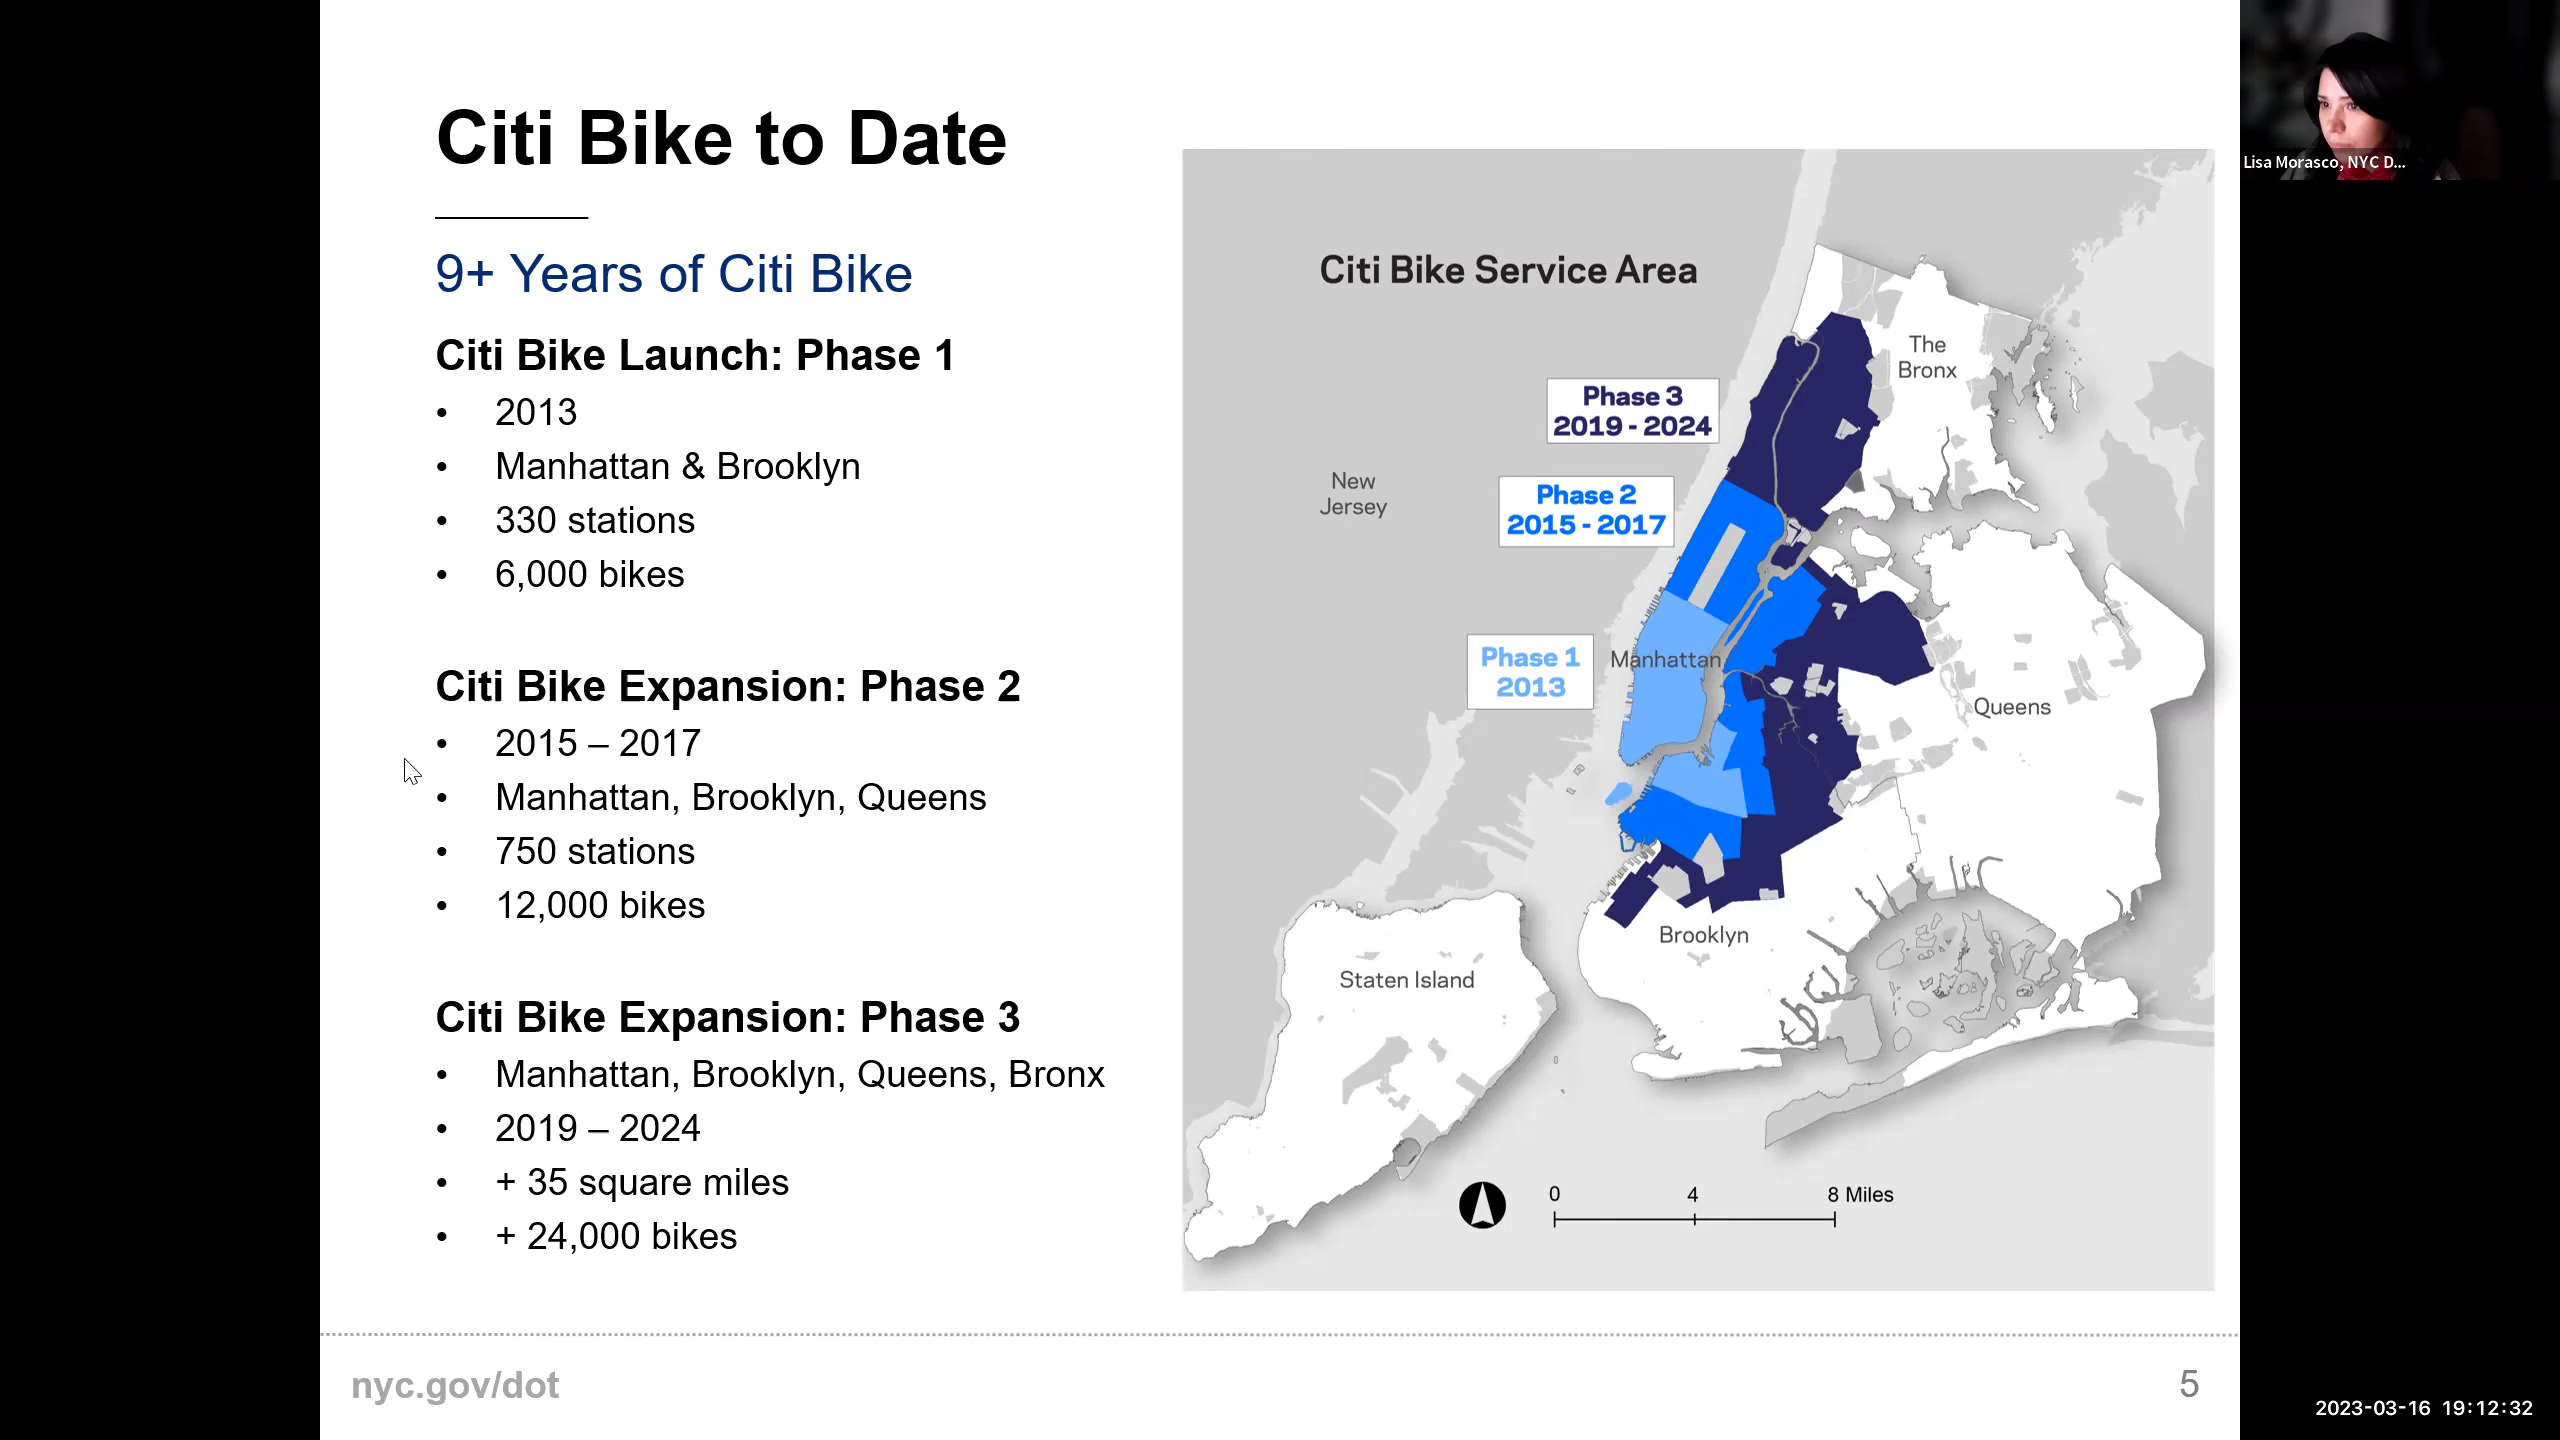 Citi Bike to Date
9+ Years of Citi Bike
Citi Bike Launch: Phase 1
• 2013
• Manhattan & Brooklyn
• 330 stations
• 6,000 bikes
Citi Bike Expansion: Phase 2
• 2015 – 2017
• Manhattan, Brooklyn, Queens
• 750 stations
• 12,000 bikes
Citi Bike Expansion: Phase 3
• Manhattan, Brooklyn, Queens, Bronx
• 2019 – 2024
• + 35 square miles
• + 24,000 bikes
Citi Bike Service Area
The
Bronx
Phase 3
2019 - 2024
New
Jersey
Phase 2
2015 - 2017
Phase 1
2013
Manhattan
Queens
Brooklyn
Staten Island
0 4 8 Miles
nyc.gov/dot
5
Lisa Morasco, NYC D...
2023-03-16 19:12:32